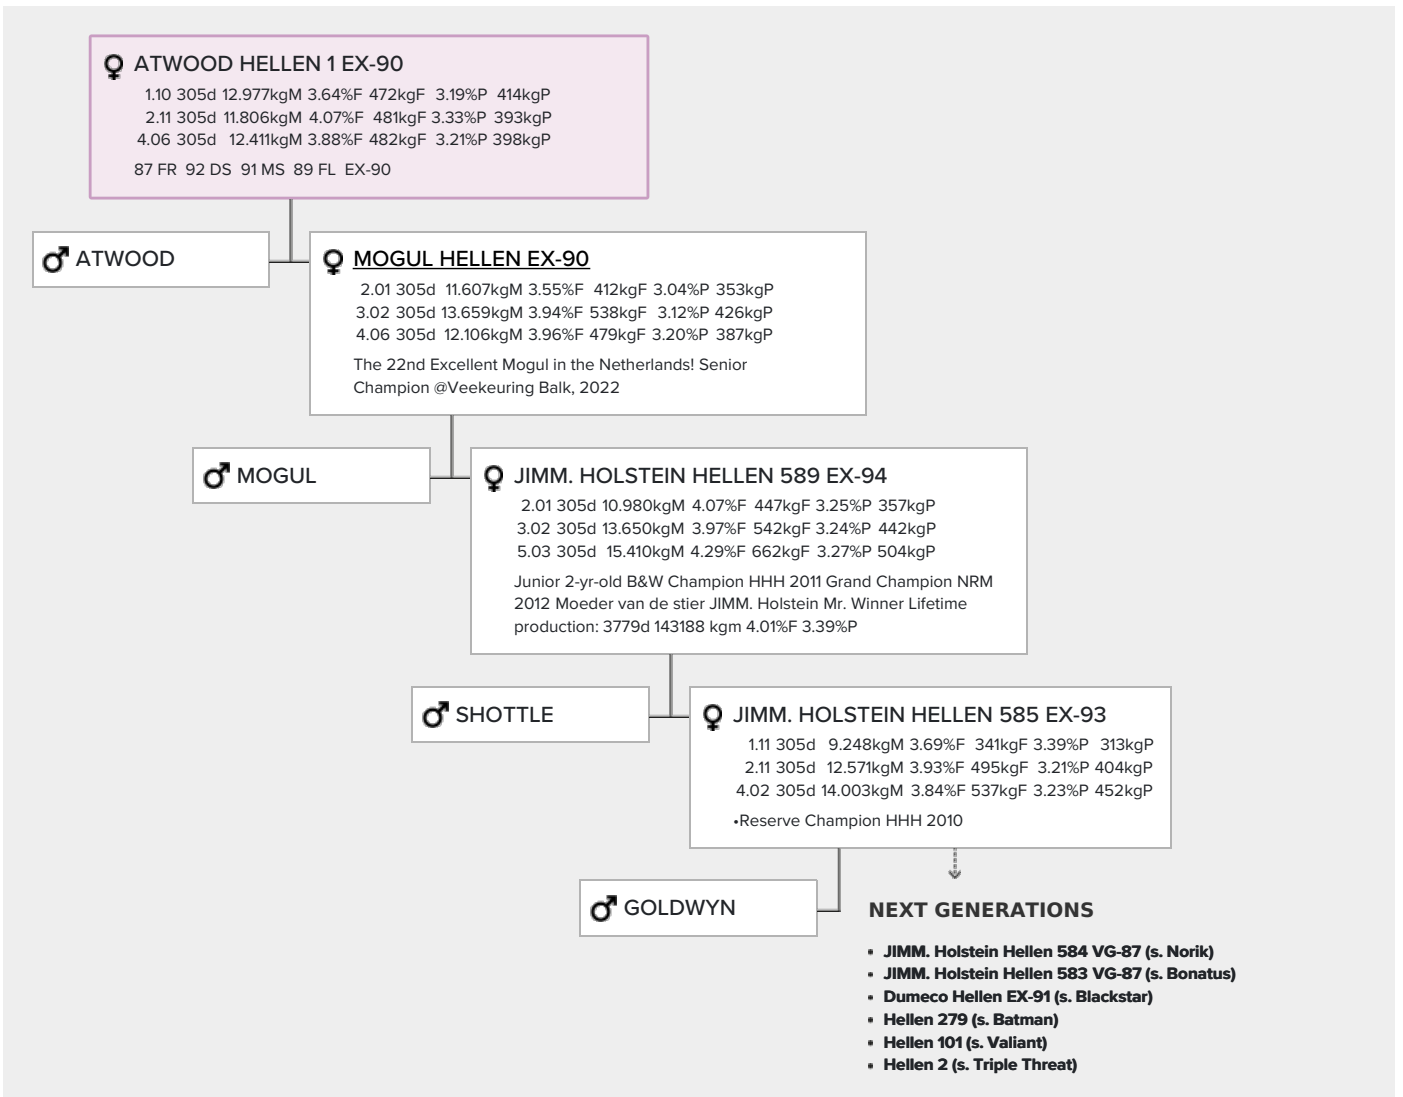 ATWOOD HELLEN 1 EX-90
1.10 305d 12.977kgM 3.64%F 472kgF 3.19%P 414kgP
2.11 305d 11.806kgM 4.07%F 481kgF 3.33%P 393kgP
4.06 305d 12.411kgM 3.88%F 482kgF 3.21%P 398kgP
87 FR 92 DS 91 MS 89 FL EX-90
ATWOOD
MOGUL HELLEN EX-90
2.01 305d 11.607kgM 3.55%F 412kgF 3.04%P 353kgP
3.02 305d 13.659kgM 3.94%F 538kgF 3.12%P 426kgP
4.06 305d 12.106kgM 3.96%F 479kgF 3.20%P 387kgP
The 22nd Excellent Mogul in the Netherlands! Senior
Champion @Veekeuring Balk, 2022
MOGUL
JIMM. HOLSTEIN HELLEN 589 EX-94
2.01 305d 10.980kgM 4.07%F 447kgF 3.25%P 357kgP
3.02 305d 13.650kgM 3.97%F 542kgF 3.24%P 442kgP
5.03 305d 15.410kgM 4.29%F 662kgF 3.27%P 504kgP
Junior 2-yr-old B&W Champion HHH 2011 Grand Champion NRM
2012 Moeder van de stier JIMM. Holstein Mr. Winner Lifetime
production: 3779d 143188 kgm 4.01%F 3.39%P
SHOTTLE
JIMM. HOLSTEIN HELLEN 585 EX-93
1.11 305d 9.248kgM 3.69%F 341kgF 3.39%P 313kgP
2.11 305d 12.571kgM 3.93%F 495kgF 3.21%P 404kgP
4.02 305d 14.003kgM 3.84%F 537kgF 3.23%P 452kgP
•Reserve Champion HHH 2010
GOLDWYN
NEXT GENERATIONS
• JIMM. Holstein Hellen 584 VG-87 (s. Norik)
• JIMM. Holstein Hellen 583 VG-87 (s. Bonatus)
• Dumeco Hellen EX-91 (s. Blackstar)
• Hellen 279 (s. Batman)
• Hellen 101 (s. Valiant)
• Hellen 2 (s. Triple Threat)